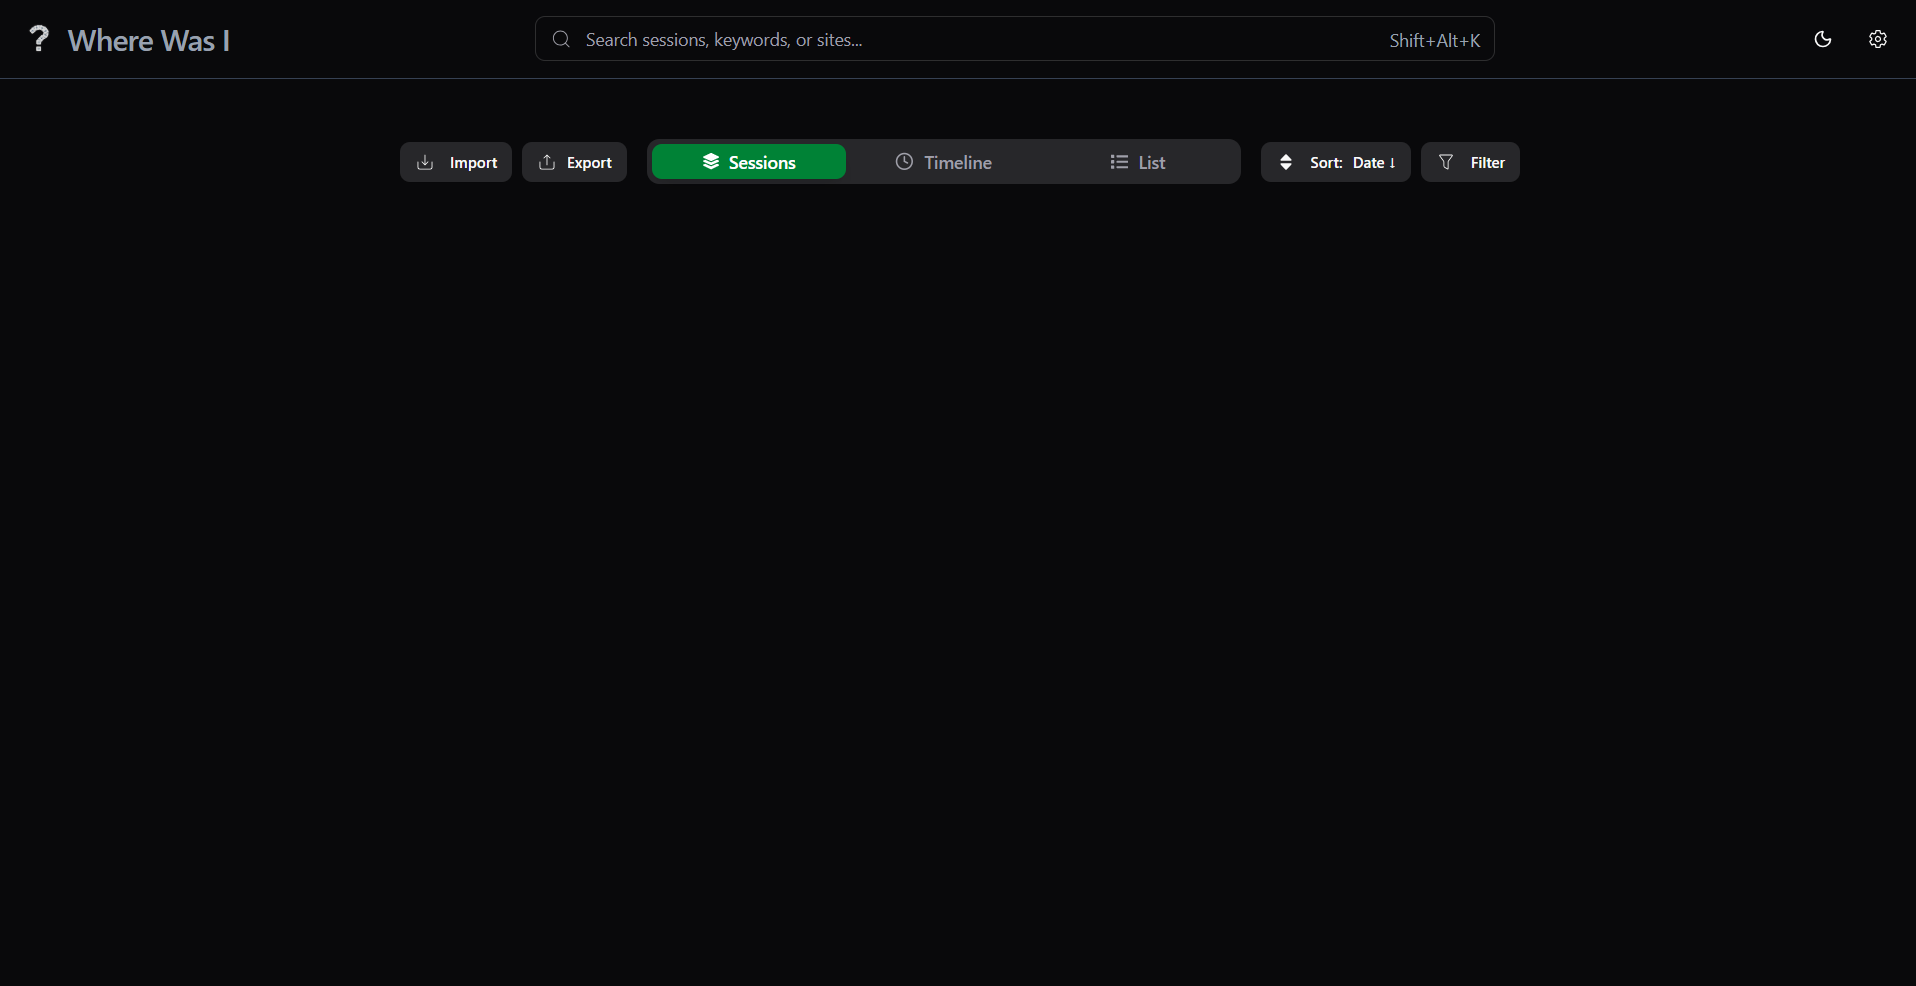 ? Where Was I
Search sessions, keywords, or sites... Shift+Alt+K
Import Export Sessions Timeline List Sort: Date ↓ Filter